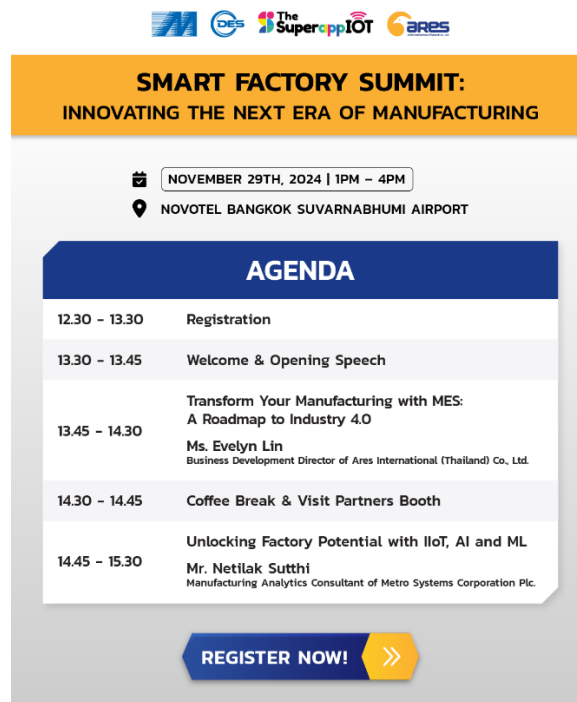 DES
The
SuperappIOT
ARES
SMART FACTORY SUMMIT:
INNOVATING THE NEXT ERA OF MANUFACTURING
NOVEMBER 29TH, 2024 | 1PM – 4PM
NOVOTEL BANGKOK SUVARNABHUMI AIRPORT
AGENDA
12.30 - 13.30 Registration
13.30 - 13.45 Welcome & Opening Speech
13.45 - 14.30
Transform Your Manufacturing with MES:
A Roadmap to Industry 4.0
Ms. Evelyn Lin
Business Development Director of Ares International (Thailand) Co., Ltd.
14.30 - 14.45 Coffee Break & Visit Partners Booth
14.45 - 15.30
Unlocking Factory Potential with IIoT, AI and ML
Mr. Netilak Sutthi
Manufacturing Analytics Consultant of Metro Systems Corporation Plc.
REGISTER NOW!